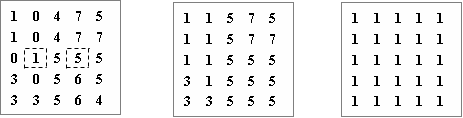 1 0 4 7 5
1 0 4 7 7
0 1 5 5 5
3 0 5 6 5
3 3 5 6 4
1 1 5 7 5
1 1 5 7 7
1 1 5 5 5
3 1 5 5 5
3 3 5 5 5
1 1 1 1 1
1 1 1 1 1
1 1 1 1 1
1 1 1 1 1
1 1 1 1 1